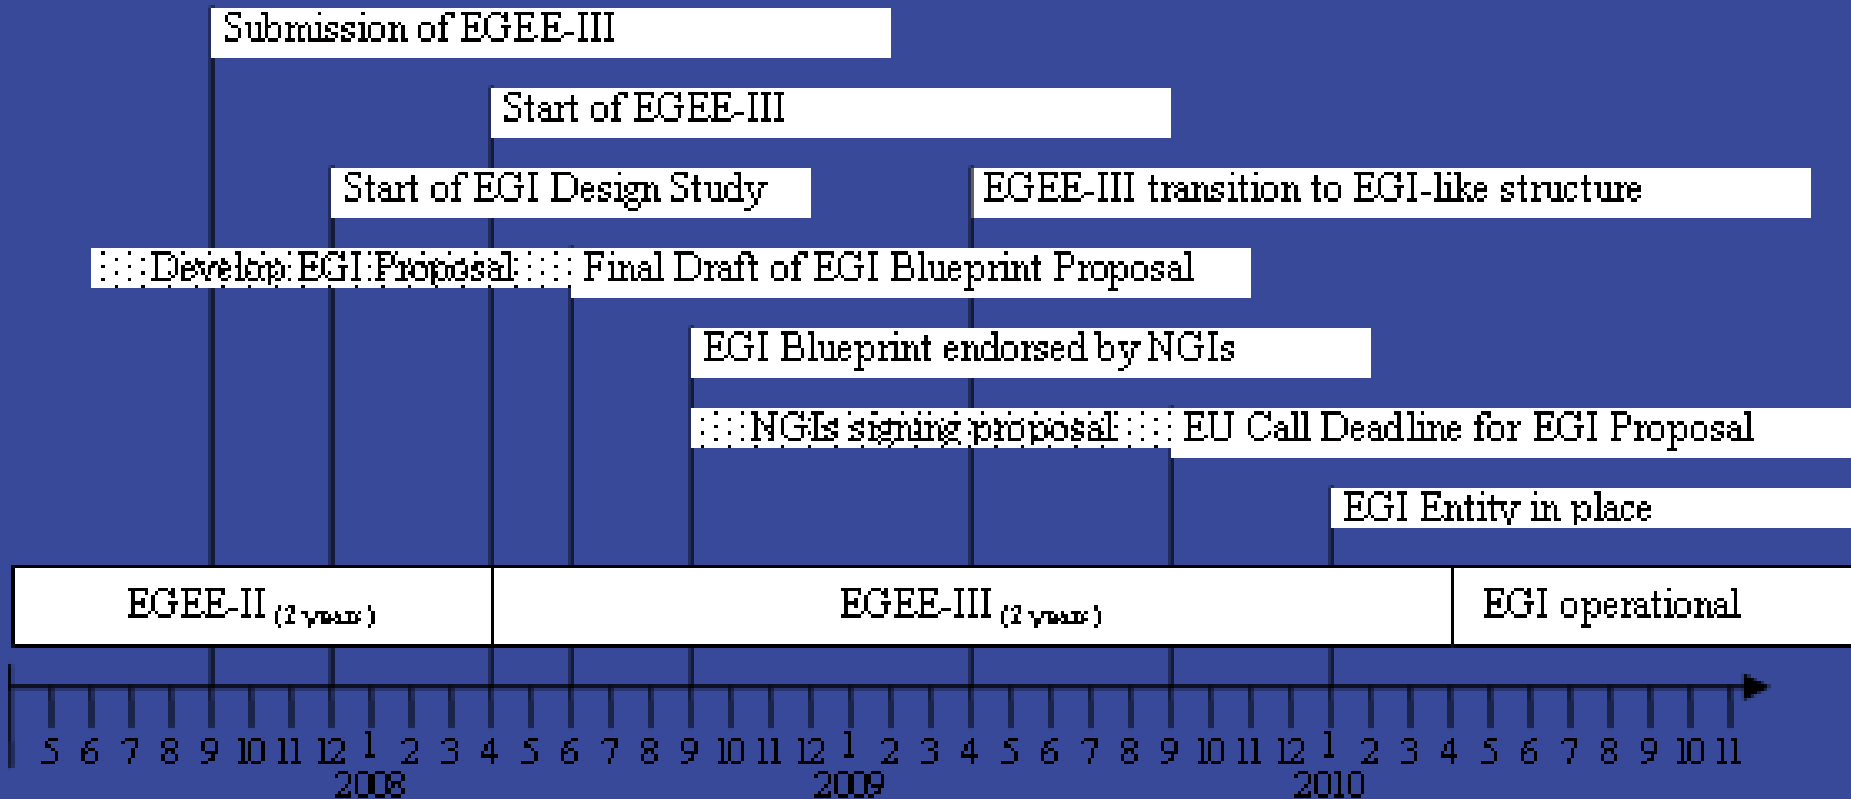 Submission of EGEE-III
Start of EGEE-III
Start of EGI Design Study
EGEE-III transition to EGI-like structure
Develop EGI Proposal
Final Draft of EGI Blueprint Proposal
EGI Blueprint endorsed by NGIs
NGIs signing proposal
EU Call Deadline for EGI Proposal
EGI Entity in place
EGEE-II (2 years)
EGEE-III (2 years)
EGI operational
5 6 7 8 9 10 11 12 1 2 3 4 5 6 7 8 9 10 11 12 1 2 3 4 5 6 7 8 9 10 11 12 1 2 3 4 5 6 7 8 9 10 11
2008 2009 2010